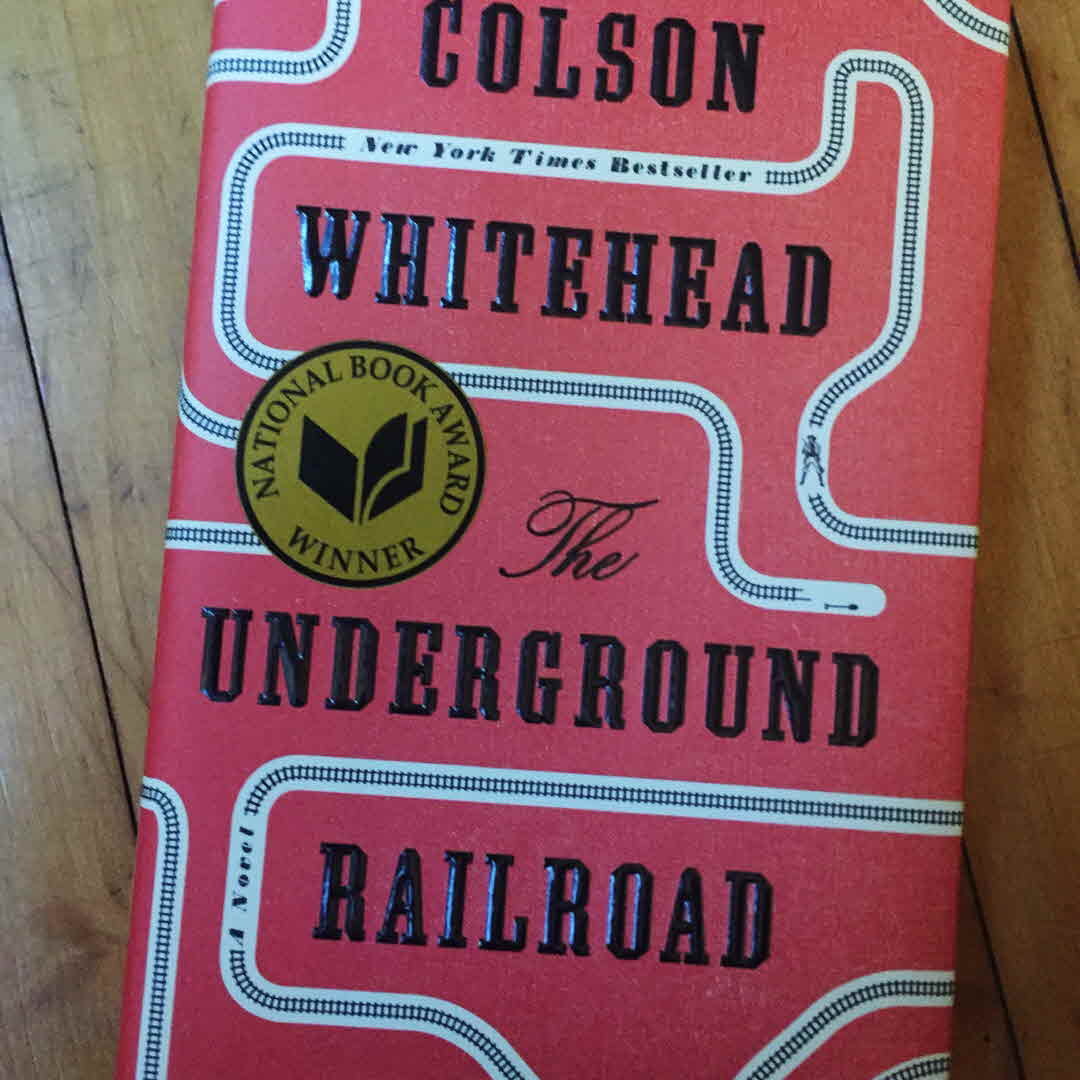 COLSON
New York Times Bestseller
WHITEHEAD
NATIONAL BOOK AWARD
WINNER
The
UNDERGROUND
RAILROAD
A Novel